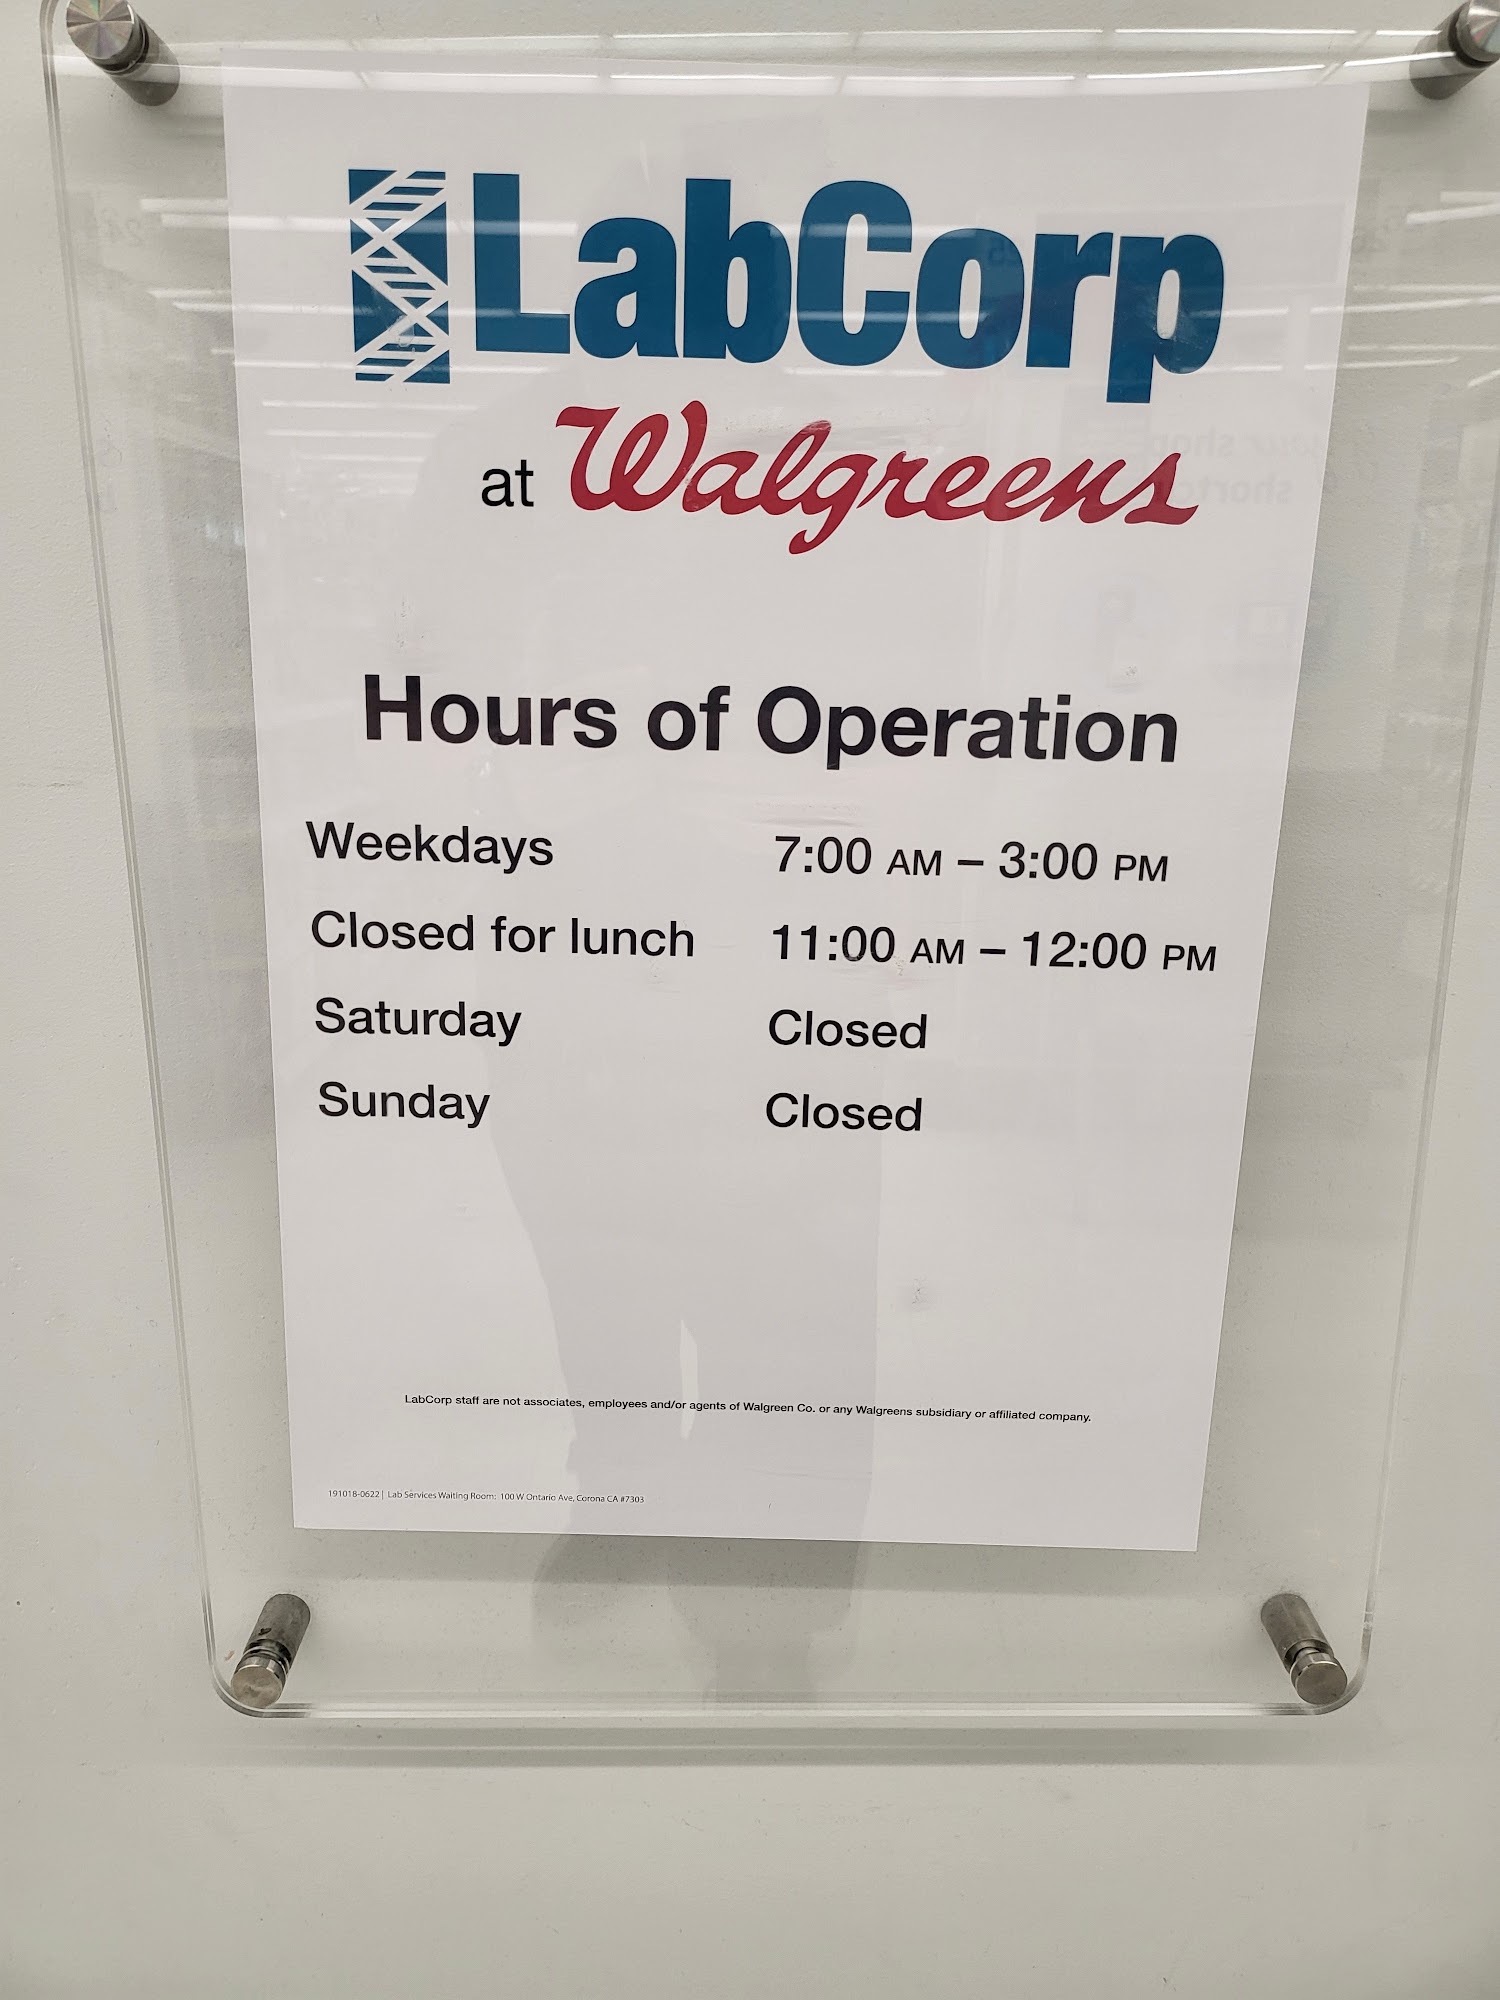 LabCorp
at Walgreens
Hours of Operation
Weekdays 7:00 AM – 3:00 PM
Closed for lunch 11:00 AM – 12:00 PM
Saturday Closed
Sunday Closed
LabCorp staff are not associates, employees and/or agents of Walgreen Co. or any Walgreens subsidiary or affiliated company.
191018-0622 | Lab Services Waiting Room: 100 W Ontario Ave, Corona CA #7303